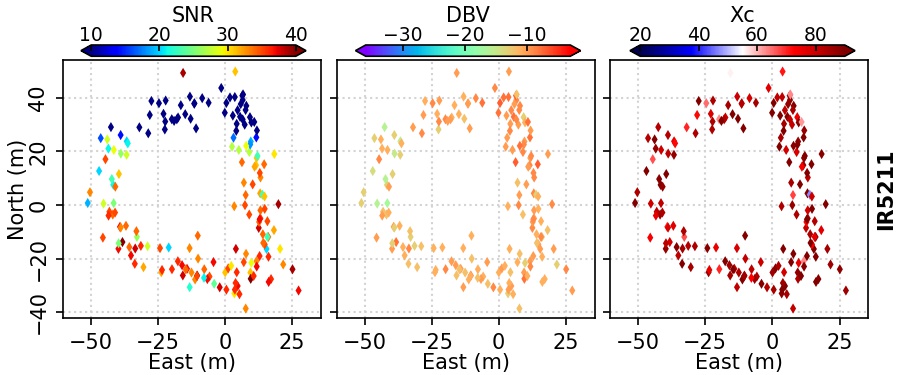 SNR DBV Xc
10 20 30 40 −30 −20 −10 20 40 60 80
40
20
0
−20
−40
North (m)
IR5211
−50 −25 0 25 −50 −25 0 25 −50 −25 0 25
East (m) East (m) East (m)